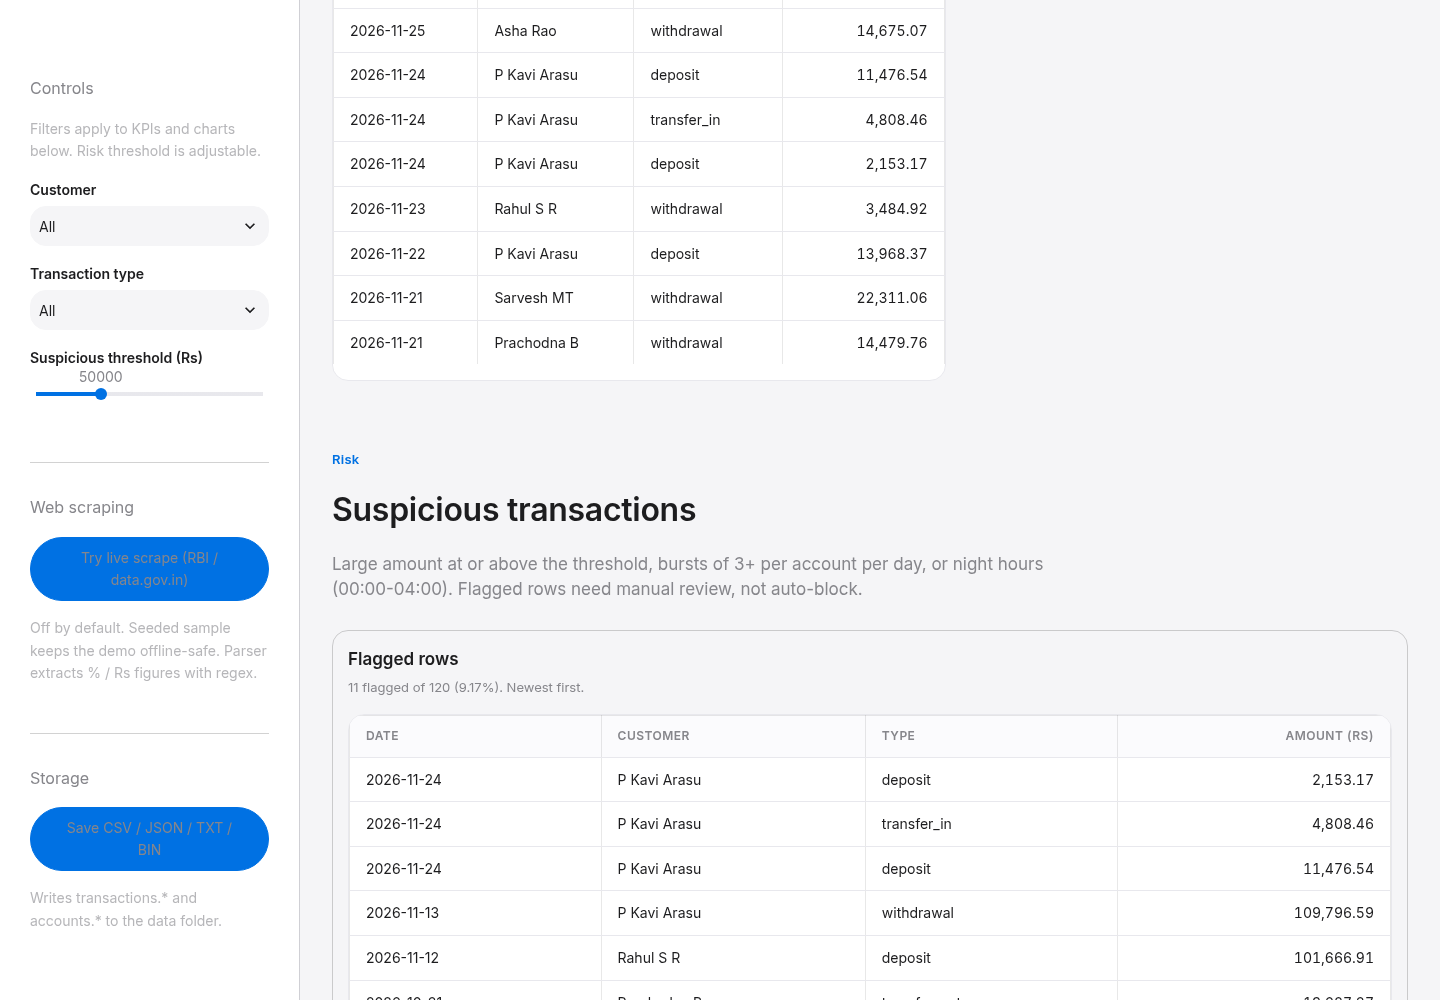 Controls
Filters apply to KPIs and charts
below. Risk threshold is adjustable.
Customer
All
Transaction type
All
Suspicious threshold (Rs)
50000
Web scraping
Try live scrape (RBI /
data.gov.in)
Off by default. Seeded sample
keeps the demo offline-safe. Parser
extracts % / Rs figures with regex.
Storage
Save CSV / JSON / TXT /
BIN
Writes transactions.* and
accounts.* to the data folder.
2026-11-25 Asha Rao withdrawal 14,675.07
2026-11-24 P Kavi Arasu deposit 11,476.54
2026-11-24 P Kavi Arasu transfer_in 4,808.46
2026-11-24 P Kavi Arasu deposit 2,153.17
2026-11-23 Rahul S R withdrawal 3,484.92
2026-11-22 P Kavi Arasu deposit 13,968.37
2026-11-21 Sarvesh MT withdrawal 22,311.06
2026-11-21 Prachodna B withdrawal 14,479.76
Risk
Suspicious transactions
Large amount at or above the threshold, bursts of 3+ per account per day, or night hours
(00:00-04:00). Flagged rows need manual review, not auto-block.
Flagged rows
11 flagged of 120 (9.17%). Newest first.
DATE CUSTOMER TYPE AMOUNT (RS)
2026-11-24 P Kavi Arasu deposit 2,153.17
2026-11-24 P Kavi Arasu transfer_in 4,808.46
2026-11-24 P Kavi Arasu deposit 11,476.54
2026-11-13 P Kavi Arasu withdrawal 109,796.59
2026-11-12 Rahul S R deposit 101,666.91